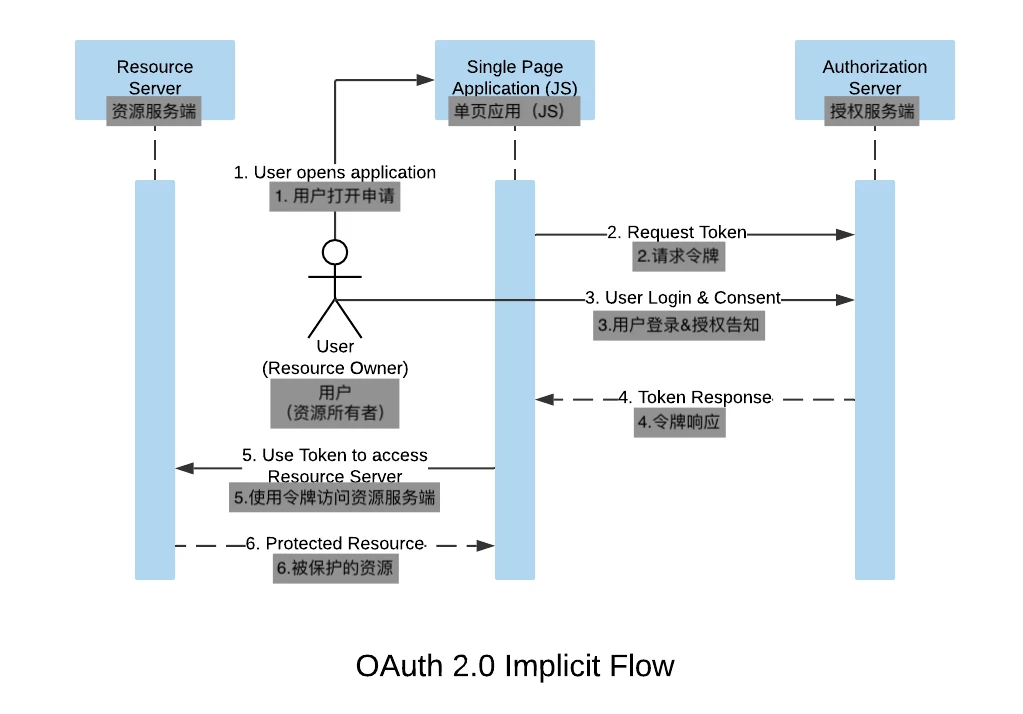 Resource
Server
资源服务端
Single Page
Application (JS)
单页应用（JS）
Authorization
Server
授权服务端
1. User opens application
1. 用户打开申请
2. Request Token
2.请求令牌
3. User Login & Consent
3.用户登录&授权告知
User
(Resource Owner)
用户
（资源所有者）
4. Token Response
4.令牌响应
5. Use Token to access
Resource Server
5.使用令牌访问资源服务端
6. Protected Resource
6.被保护的资源
OAuth 2.0 Implicit Flow